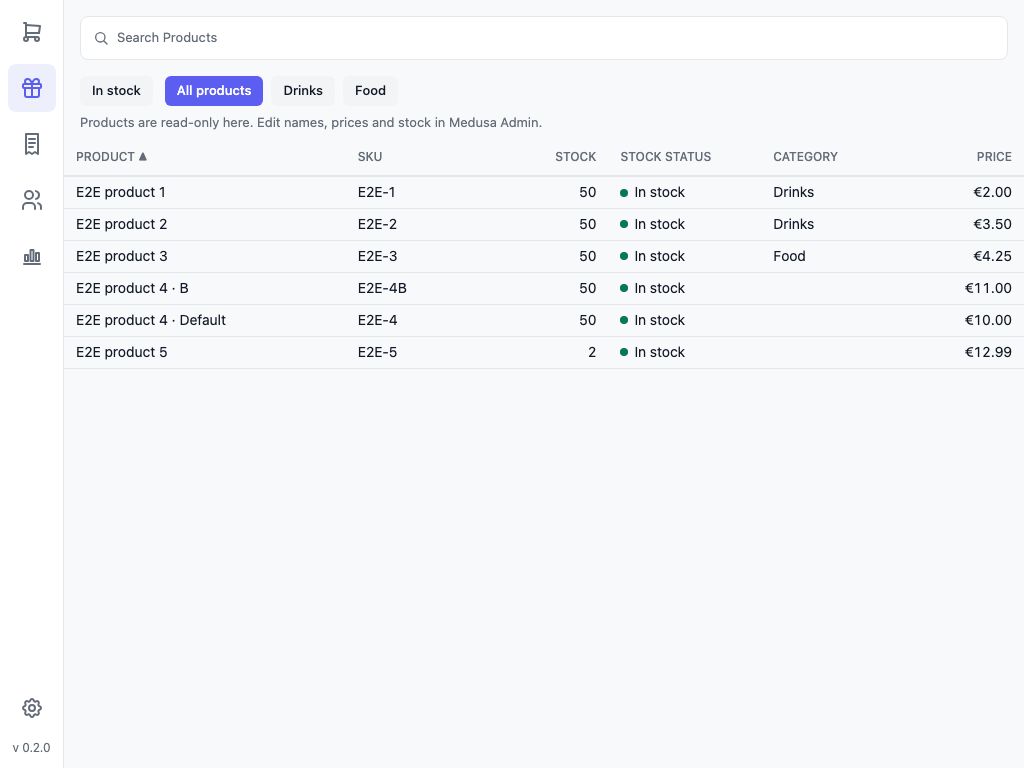 Search Products
In stock All products Drinks Food
Products are read-only here. Edit names, prices and stock in Medusa Admin.
PRODUCT ▲ SKU STOCK STOCK STATUS CATEGORY PRICE
E2E product 1 E2E-1 50 In stock Drinks €2.00
E2E product 2 E2E-2 50 In stock Drinks €3.50
E2E product 3 E2E-3 50 In stock Food €4.25
E2E product 4 · B E2E-4B 50 In stock €11.00
E2E product 4 · Default E2E-4 50 In stock €10.00
E2E product 5 E2E-5 2 In stock €12.99
v 0.2.0